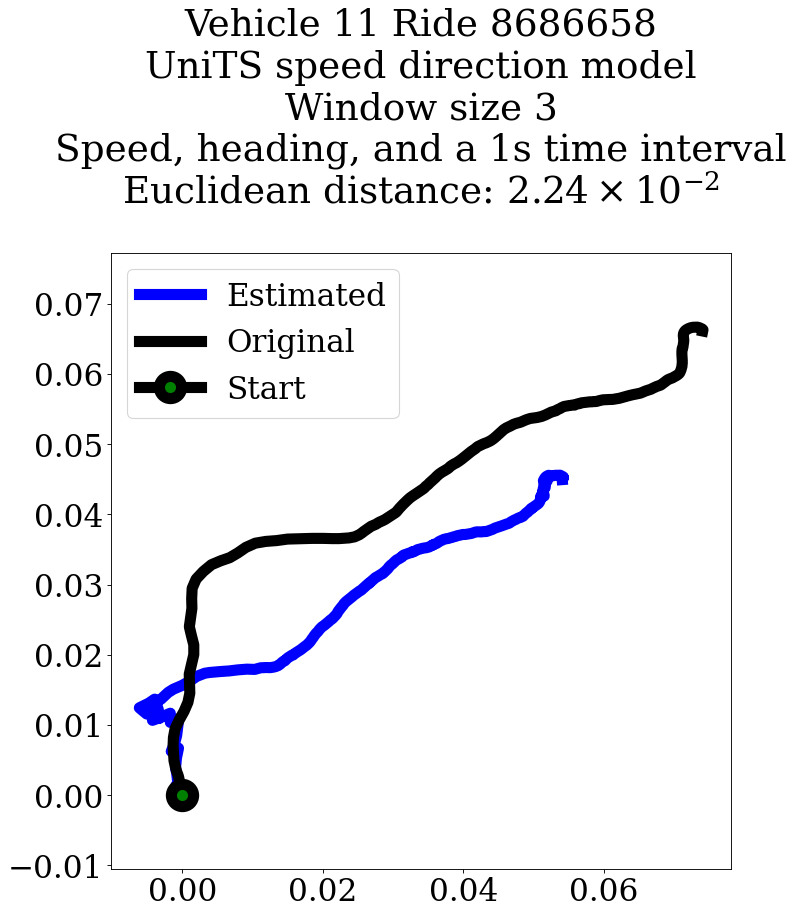 Vehicle 11 Ride 8686658
UniTS speed direction model
Window size 3
Speed, heading, and a 1s time interval
Euclidean distance: 2.24 × 10⁻²
Estimated
Original
Start
0.07
0.06
0.05
0.04
0.03
0.02
0.01
0.00
−0.01
0.00 0.02 0.04 0.06